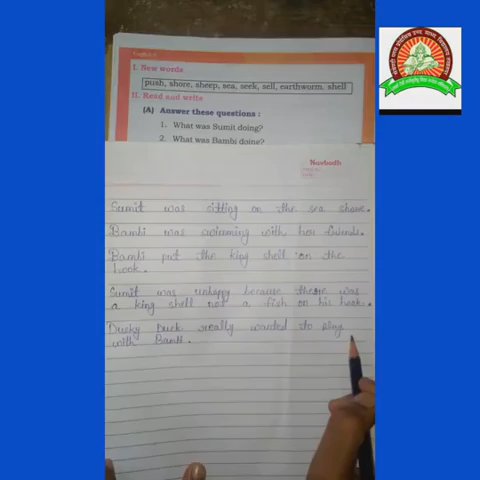 I. New words
push, shore, sheep, sea, seek, sell, earthworm, shell
II. Read and write
(A) Answer these questions :
1. What was Sumit doing?
2. What was Bambi doing?
Navbodh
Sumit was sitting on the sea shore.
Bambi was swimming with her friends.
Bambi put the king shell on the
hook.
Sumit was unhappy because there was
a king shell not a fish on his hook.
Ducky Duck really wanted to play
with Bambi.